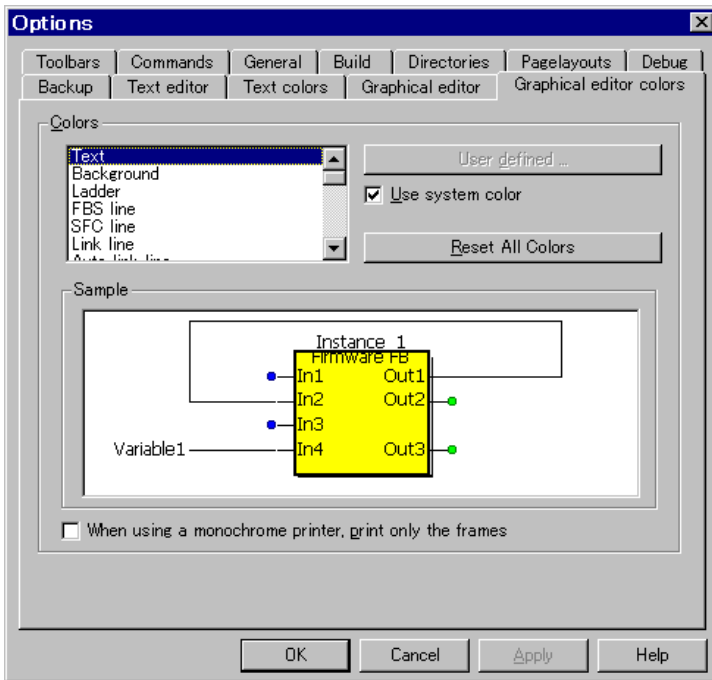 Options
Toolbars Commands General Build Directories Pagelayouts Debug
Backup Text editor Text colors Graphical editor Graphical editor colors
Colors
Text
Background
Ladder
FBS line
SFC line
Link line
Auto link line
User defined ...
Use system color
Reset All Colors
Sample
Instance_1
Firmware FB
In1 Out1
In2 Out2
In3
Variable1 In4 Out3
When using a monochrome printer, print only the frames
OK Cancel Apply Help